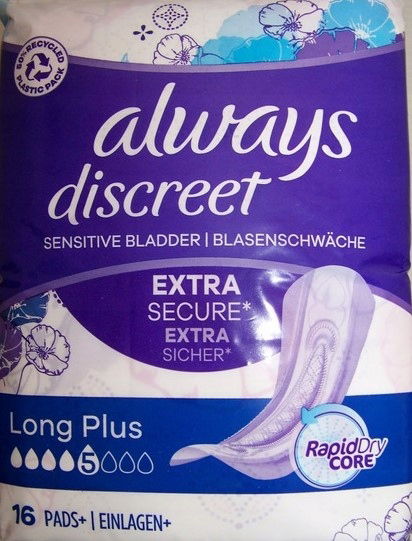 50% RECYCLED
PLASTIC PACK
always
discreet
SENSITIVE BLADDER | BLASENSCHWÄCHE
EXTRA
SECURE*
EXTRA
SICHER*
Long Plus
5
RapidDry
CORE
16 PADS+ | EINLAGEN+